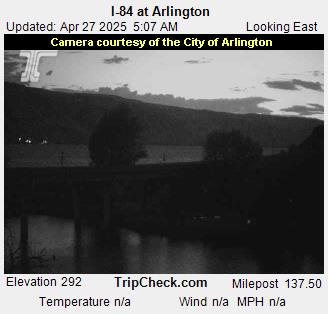 I-84 at Arlington
Updated: Apr 27 2025 5:07 AM Looking East
Camera courtesy of the City of Arlington
Elevation 292 TripCheck.com Milepost 137.50
Temperature n/a Wind n/a MPH n/a